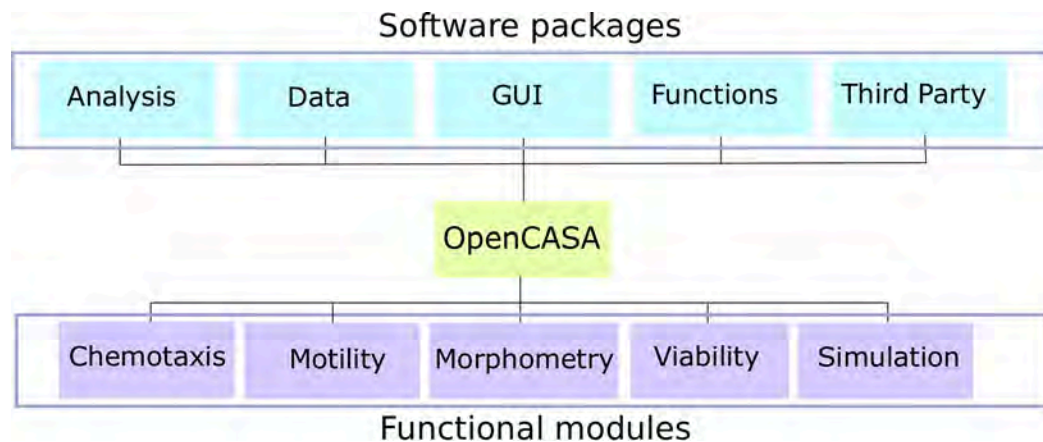 Software packages
Analysis
Data
GUI
Functions
Third Party
OpenCASA
Chemotaxis
Motility
Morphometry
Viability
Simulation
Functional modules